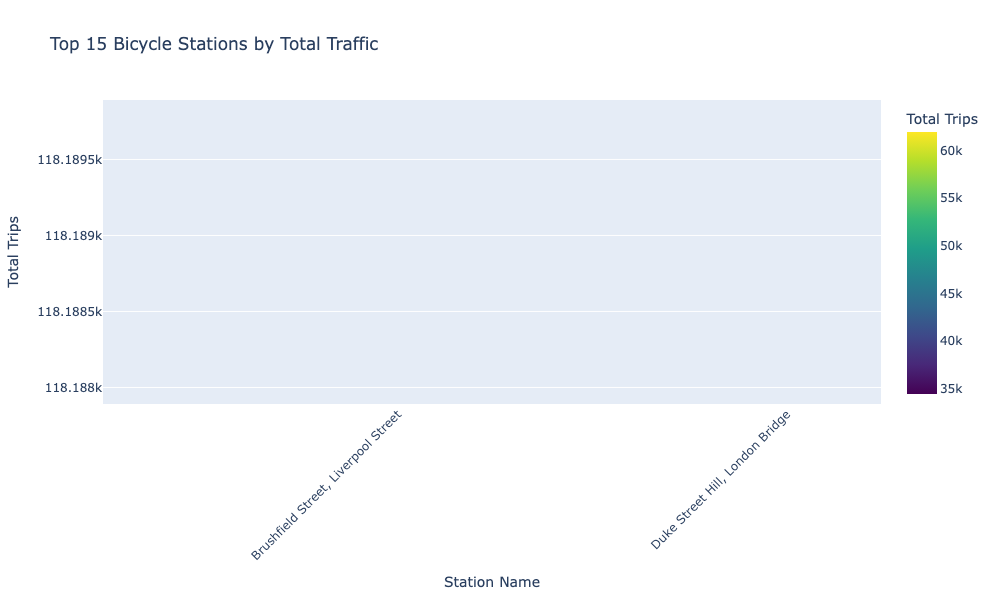 Top 15 Bicycle Stations by Total Traffic
Total Trips
60k
55k
50k
45k
40k
35k
Total Trips
118.1895k
118.189k
118.1885k
118.188k
Brushfield Street, Liverpool Street
Duke Street Hill, London Bridge
Station Name